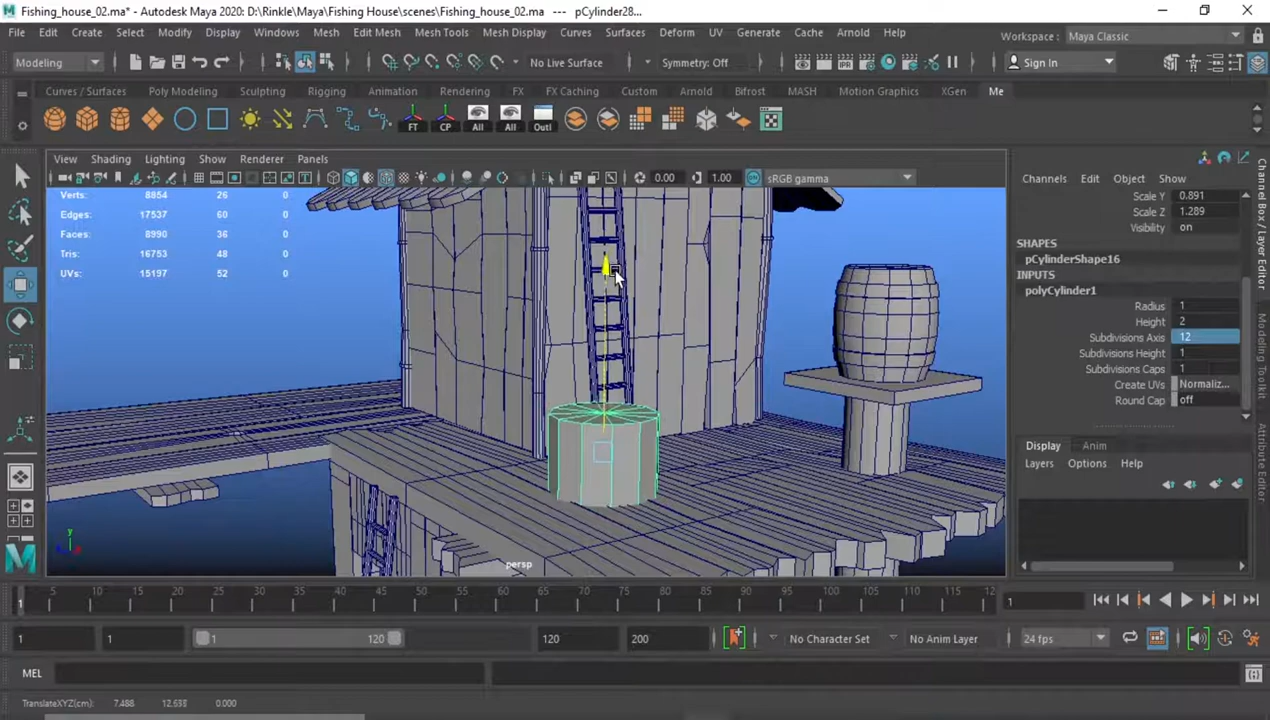 Fishing_house_02.ma* - Autodesk Maya 2020: D:\Rinkle\Maya\Fishing House\scenes\Fishing_house_02.ma --- pCylinder28...
File Edit Create Select Modify Display Windows Mesh Edit Mesh Mesh Tools Mesh Display Curves Surfaces Deform UV Generate Cache Arnold Help Workspace : Maya Classic
Modeling No Live Surface Symmetry: Off Sign In
Curves / Surfaces Poly Modeling Sculpting Rigging Animation Rendering FX FX Caching Custom Arnold Bifrost MASH Motion Graphics XGen Me
FT CP All All Outl
View Shading Lighting Show Renderer Panels
0.00 1.00 sRGB gamma
Verts: 8854 26 0
Edges: 17537 60 0
Faces: 8990 36 0
Tris: 16753 48 0
UVs: 15197 52 0
persp
Channels Edit Object Show
Scale Y 0.891
Scale Z 1.289
Visibility on
SHAPES
pCylinderShape16
INPUTS
polyCylinder1
Radius 1
Height 2
Subdivisions Axis 12
Subdivisions Height 1
Subdivisions Caps 1
Create UVs Normaliz...
Round Cap off
Display Anim
Layers Options Help
Channel Box / Layer Editor
Modeling Toolkit
Attribute Editor
5 10 15 20 25 30 35 40 45 50 55 60 65 70 75 80 85 90 95 100 105 110 115 12
1 1
1 1 1 120 120 200 No Character Set No Anim Layer 24 fps
MEL
TranslateXYZ(cm): 7.488 12.535 0.000